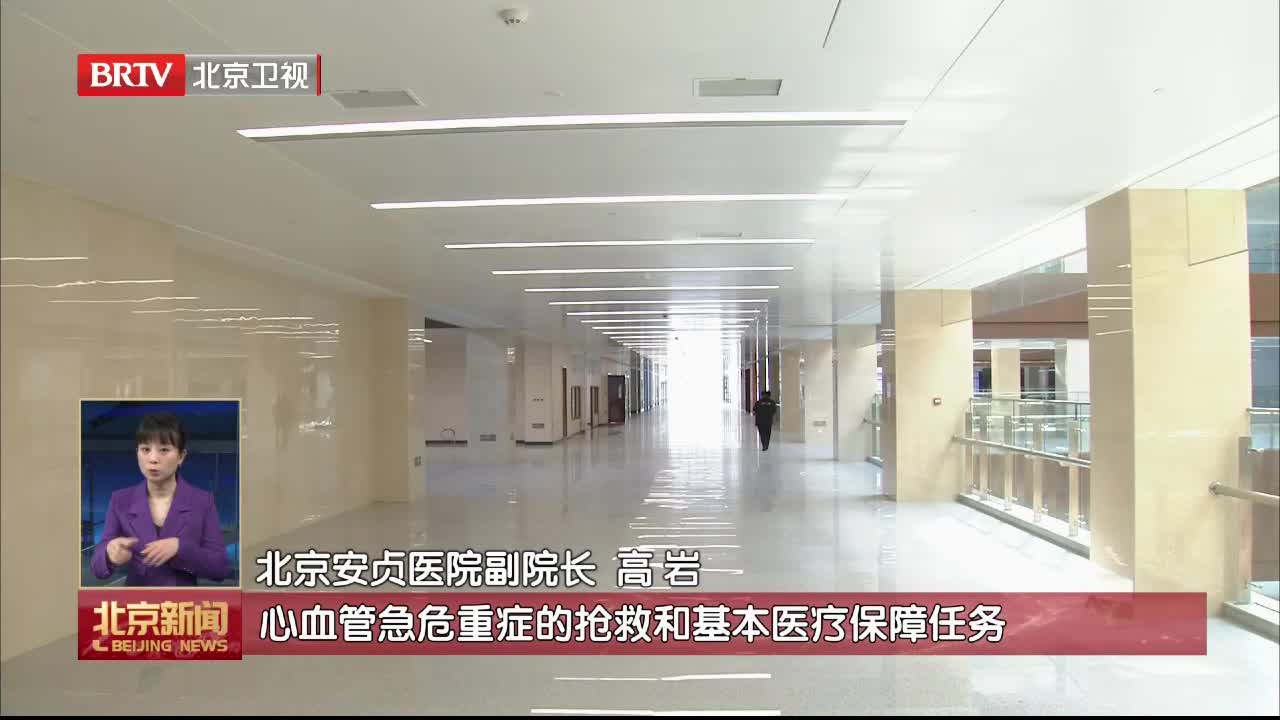 BRTV 北京卫视
北京安贞医院副院长 高岩
北京新闻
BEIJING NEWS
心血管急危重症的抢救和基本医疗保障任务